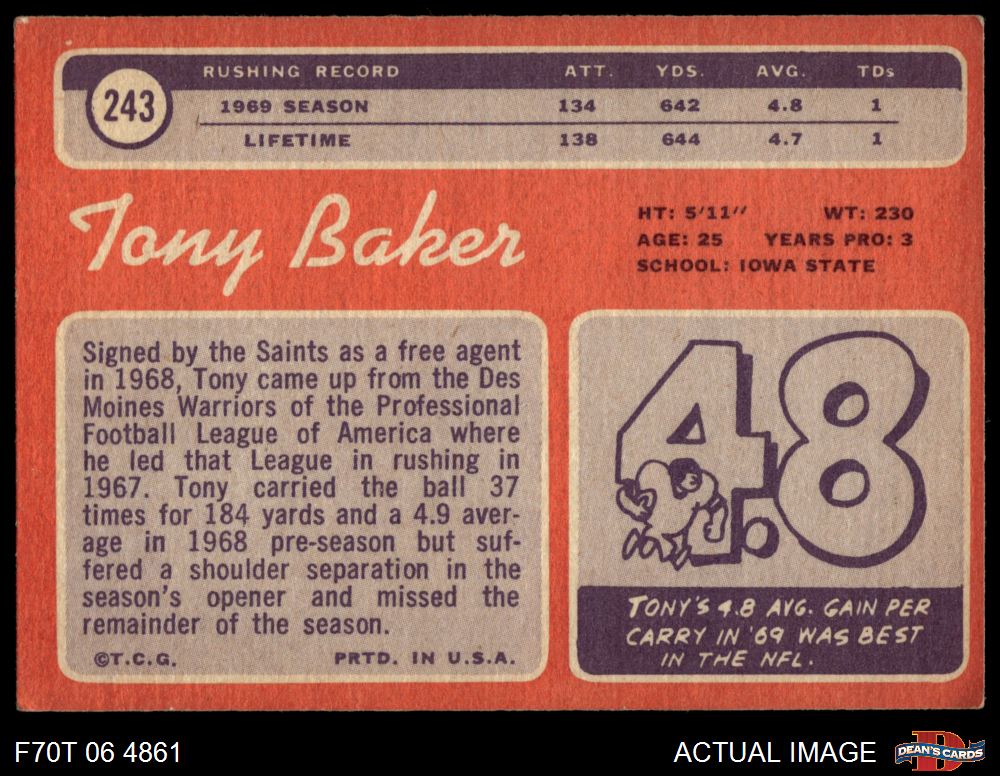 243
RUSHING RECORD ATT. YDS. AVG. TDs
1969 SEASON 134 642 4.8 1
LIFETIME 138 644 4.7 1
Tony Baker
HT: 5'11" WT: 230
AGE: 25 YEARS PRO: 3
SCHOOL: IOWA STATE
Signed by the Saints as a free agent
in 1968, Tony came up from the Des
Moines Warriors of the Professional
Football League of America where
he led that League in rushing in
1967. Tony carried the ball 37
times for 184 yards and a 4.9 aver-
age in 1968 pre-season but suf-
fered a shoulder separation in the
season's opener and missed the
remainder of the season.
©T.C.G. PRTD. IN U.S.A.
4.8
TONY'S 4.8 AVG. GAIN PER
CARRY IN '69 WAS BEST
IN THE NFL.
F70T 06 4861
ACTUAL IMAGE
D
DEAN'S CARDS